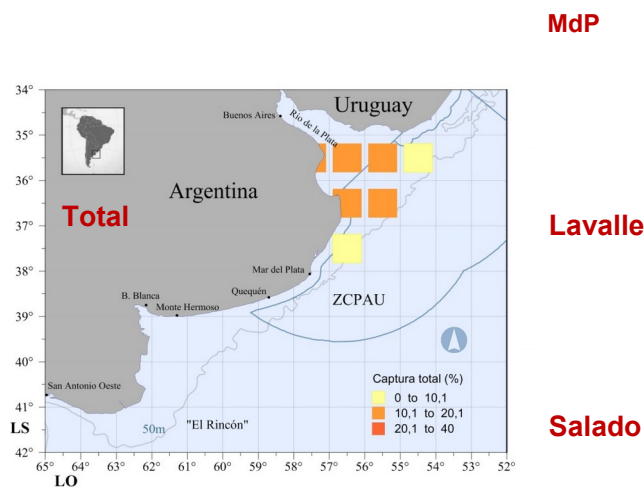 MdP
34°
Uruguay
Buenos Aires
Río de la Plata
35°
36°
Argentina
Total
37°
Lavalle
Mar del Plata
38°
Quequén
B. Blanca
Monte Hermoso
ZCPAU
39°
40°
San Antonio Oeste
Captura total (%)
0 to 10,1
41°
10,1 to 20,1
Salado
"El Rincón"
50m
LS
20,1 to 40
42°
65° 64° 63° 62° 61° 60° 59° 58° 57° 56° 55° 54° 53° 52°
LO